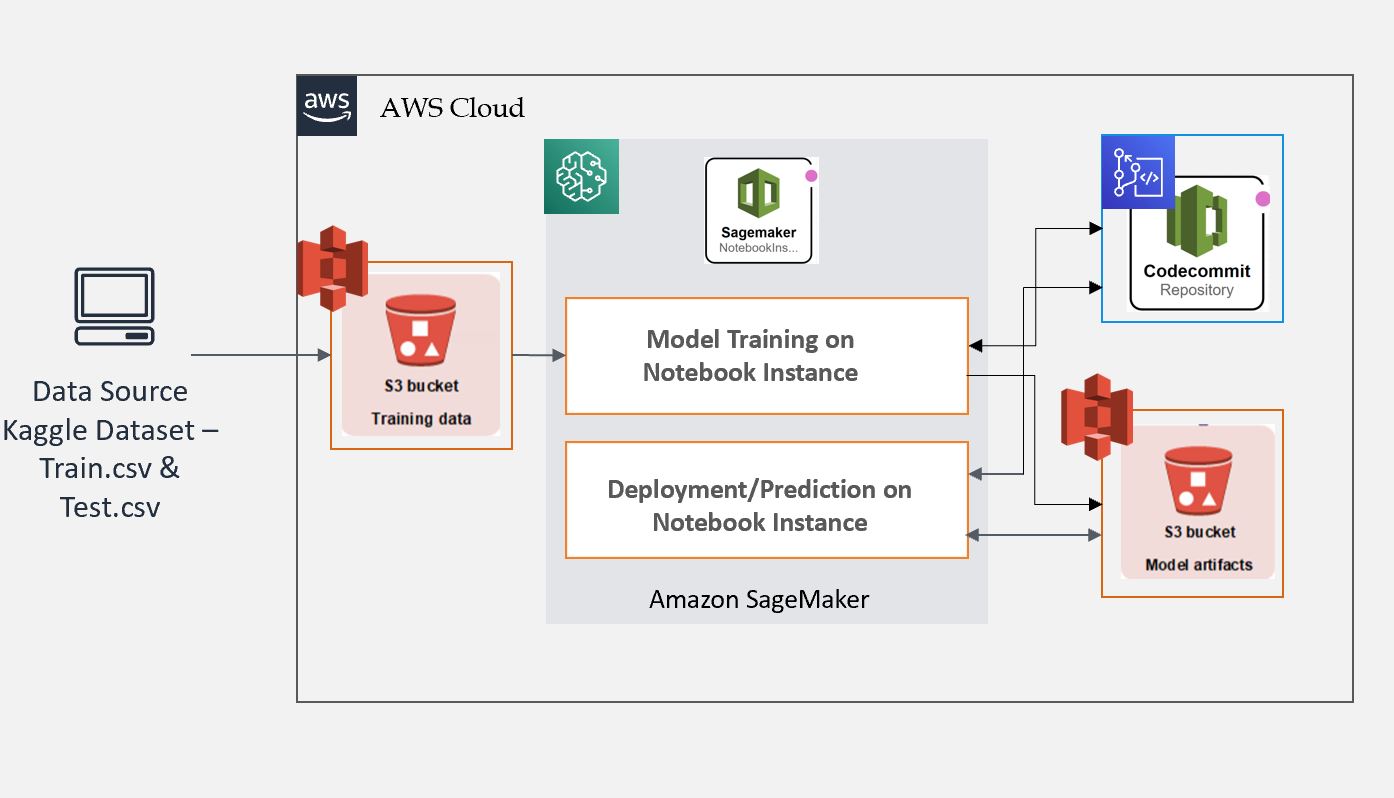 aws
AWS Cloud
Sagemaker
NotebookIns...
Codecommit
Repository
Data Source
Kaggle Dataset –
Train.csv &
Test.csv
S3 bucket
Training data
Model Training on
Notebook Instance
Deployment/Prediction on
Notebook Instance
Amazon SageMaker
S3 bucket
Model artifacts